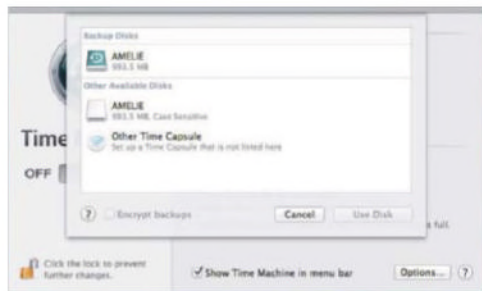 Backup Disks
AMELIE
993.5 MB
Other Available Disks
AMELIE
993.5 MB, Case Sensitive
Other Time Capsule
Set up a Time Capsule that is not listed here
Time
OFF
? Encrypt backups Cancel Use Disk
s full.
Click the lock to prevent
further changes.
Show Time Machine in menu bar Options... ?